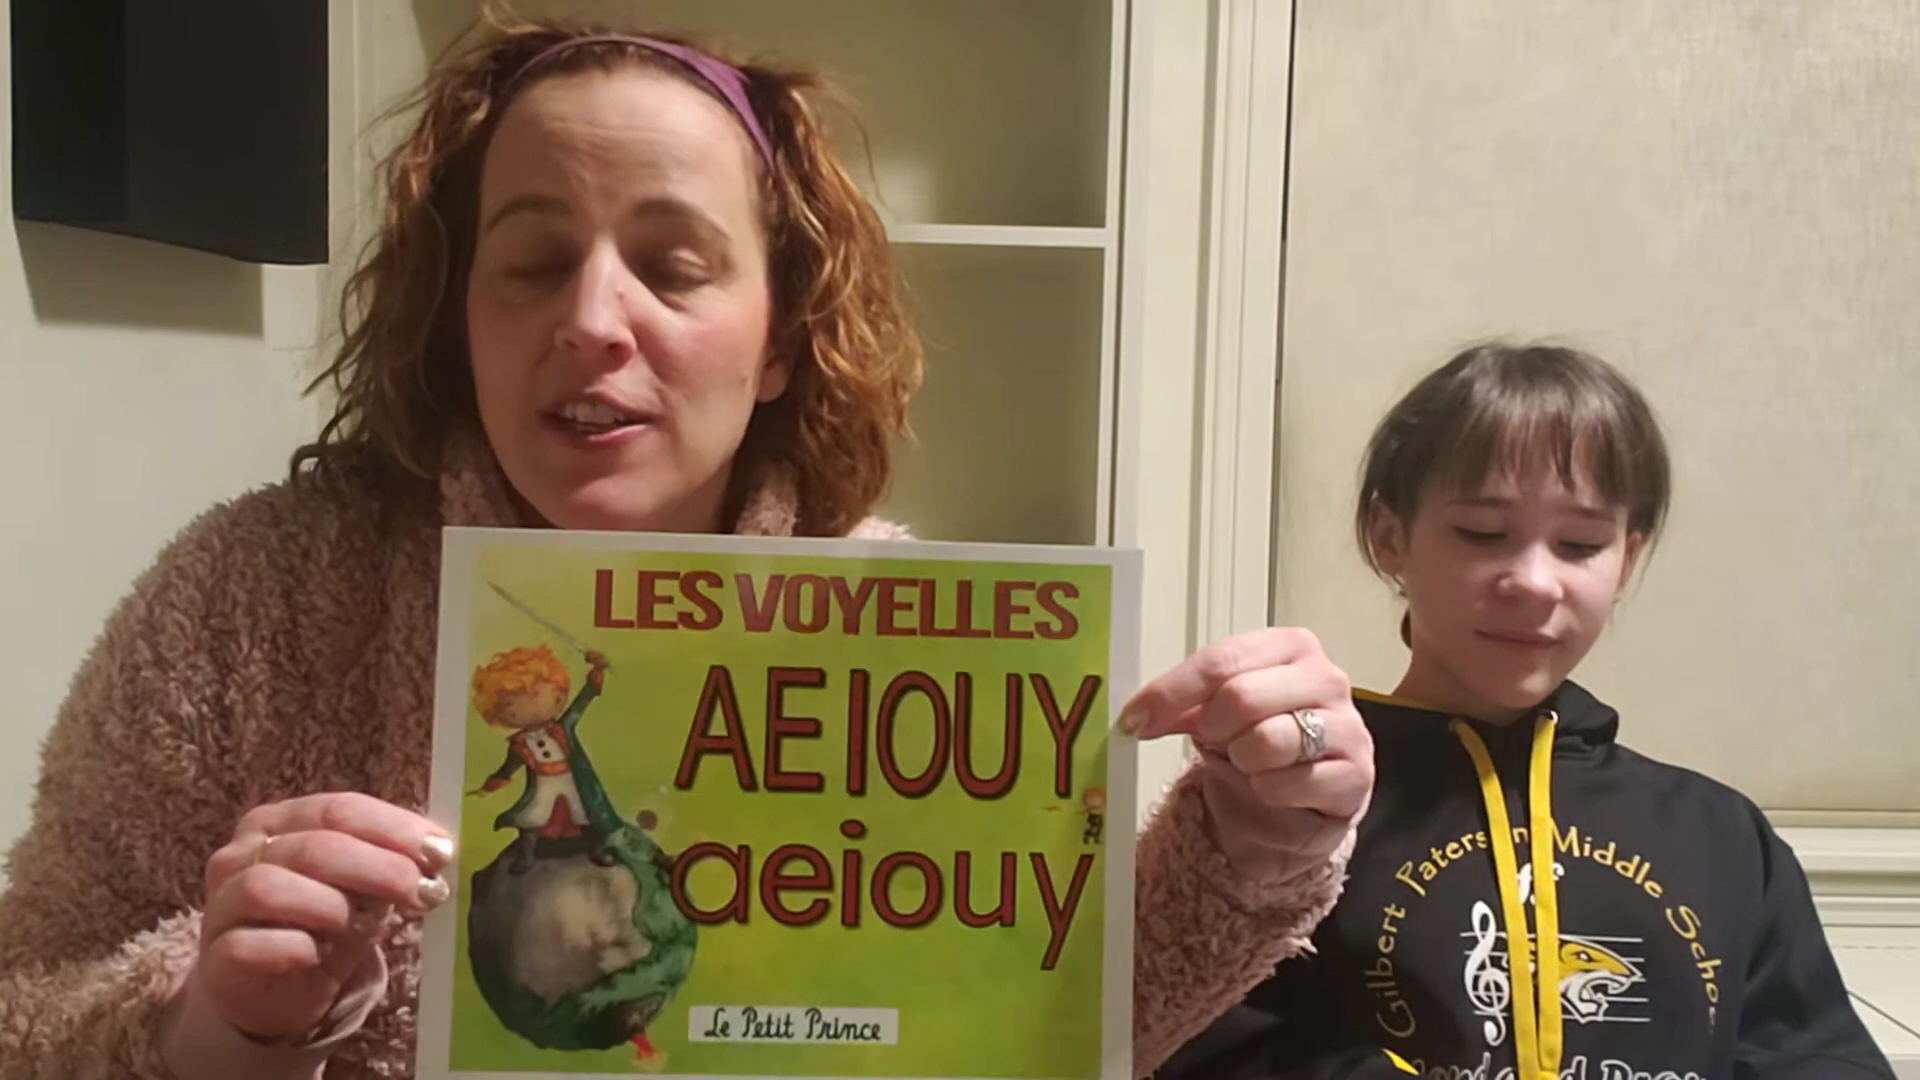 LES VOYELLES
AEIOUY
aeiouy
Le Petit Prince
Gilbert Paterson Middle School